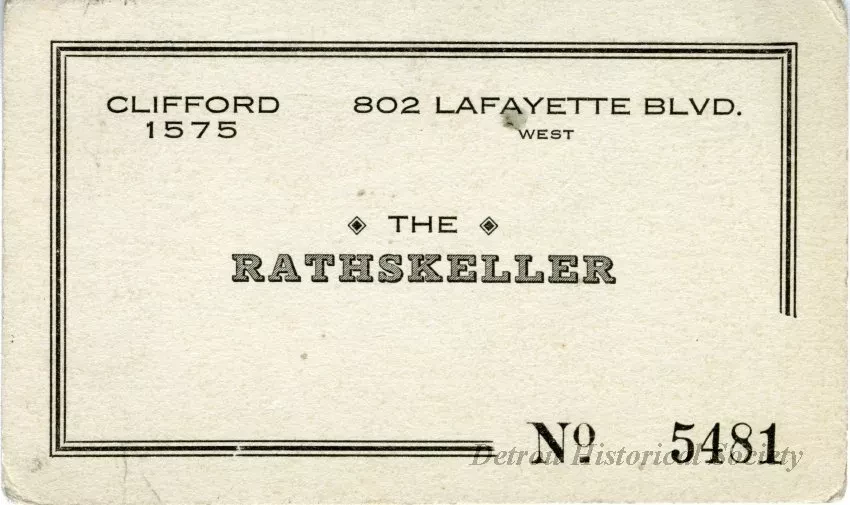 CLIFFORD
1575
802 LAFAYETTE BLVD.
WEST
THE
RATHSKELLER
Nº 5481
Detroit Historical Society